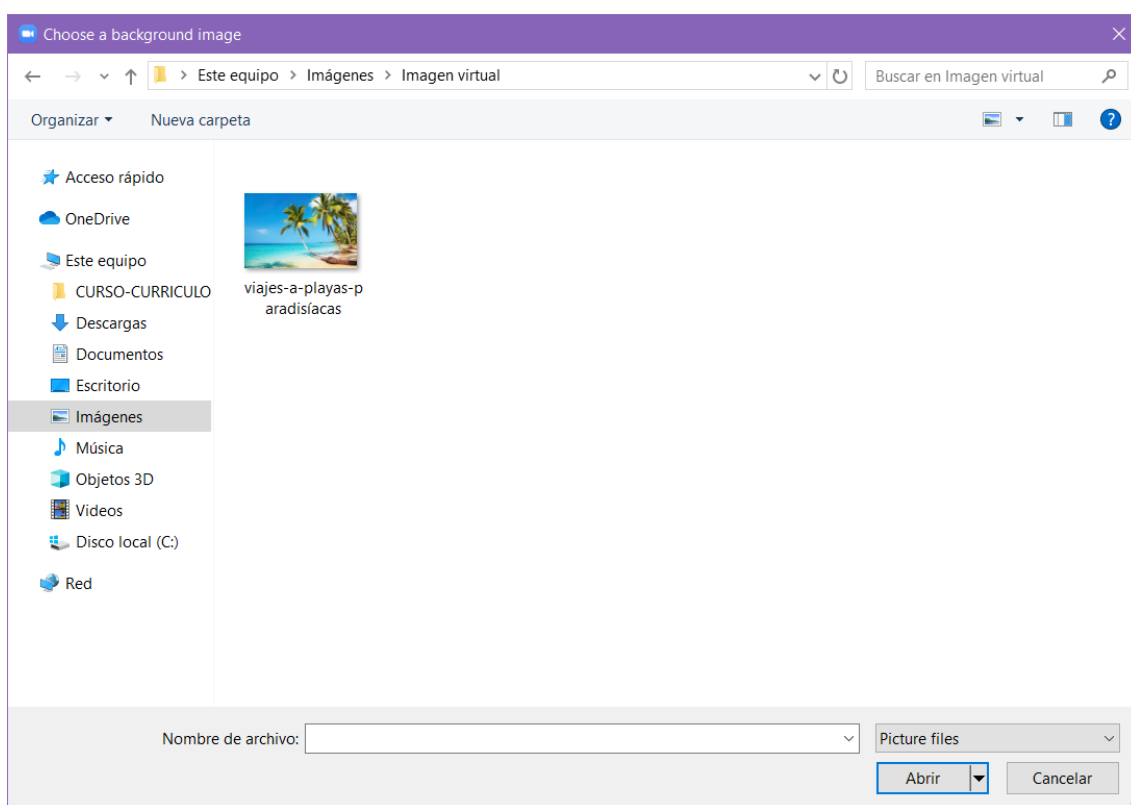 Choose a background image
Este equipo > Imágenes > Imagen virtual
Buscar en Imagen virtual
Organizar
Nueva carpeta
?
Acceso rápido
OneDrive
Este equipo
CURSO-CURRICULO
Descargas
Documentos
Escritorio
Imágenes
Música
Objetos 3D
Videos
Disco local (C:)
Red
viajes-a-playas-p
aradisíacas
Nombre de archivo:
Picture files
Abrir
Cancelar